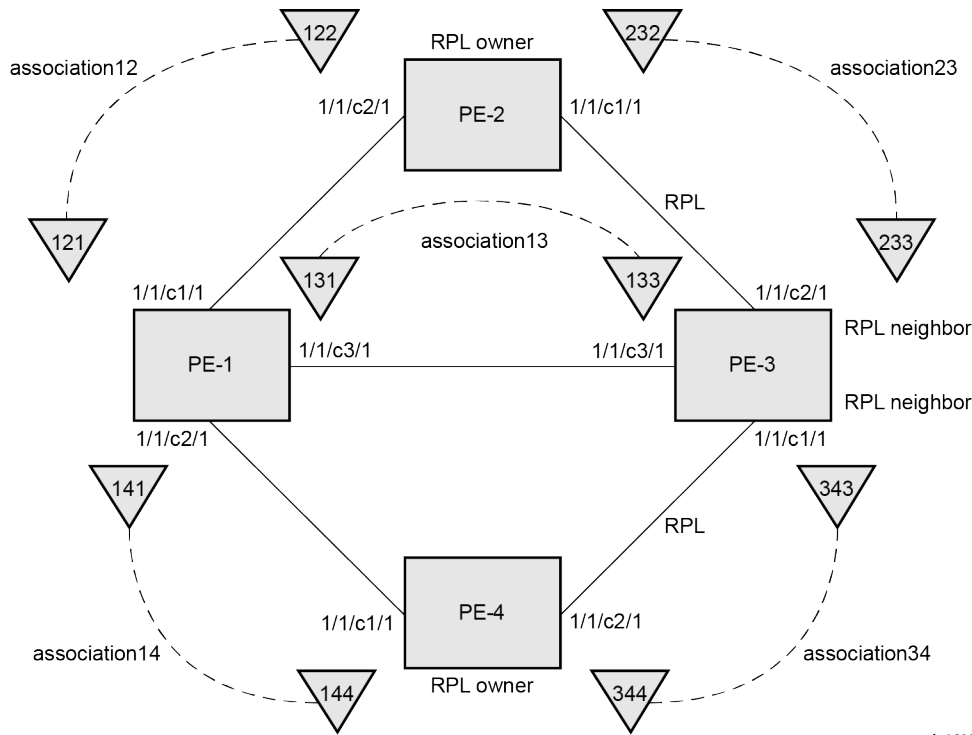 122
232
RPL owner
association12
association23
1/1/c2/1
PE-2
1/1/c1/1
RPL
121
association13
233
131
133
1/1/c1/1
1/1/c2/1
RPL neighbor
PE-1
1/1/c3/1
1/1/c3/1
PE-3
RPL neighbor
1/1/c2/1
1/1/c1/1
141
343
RPL
PE-4
1/1/c1/1
1/1/c2/1
association14
association34
RPL owner
144
344